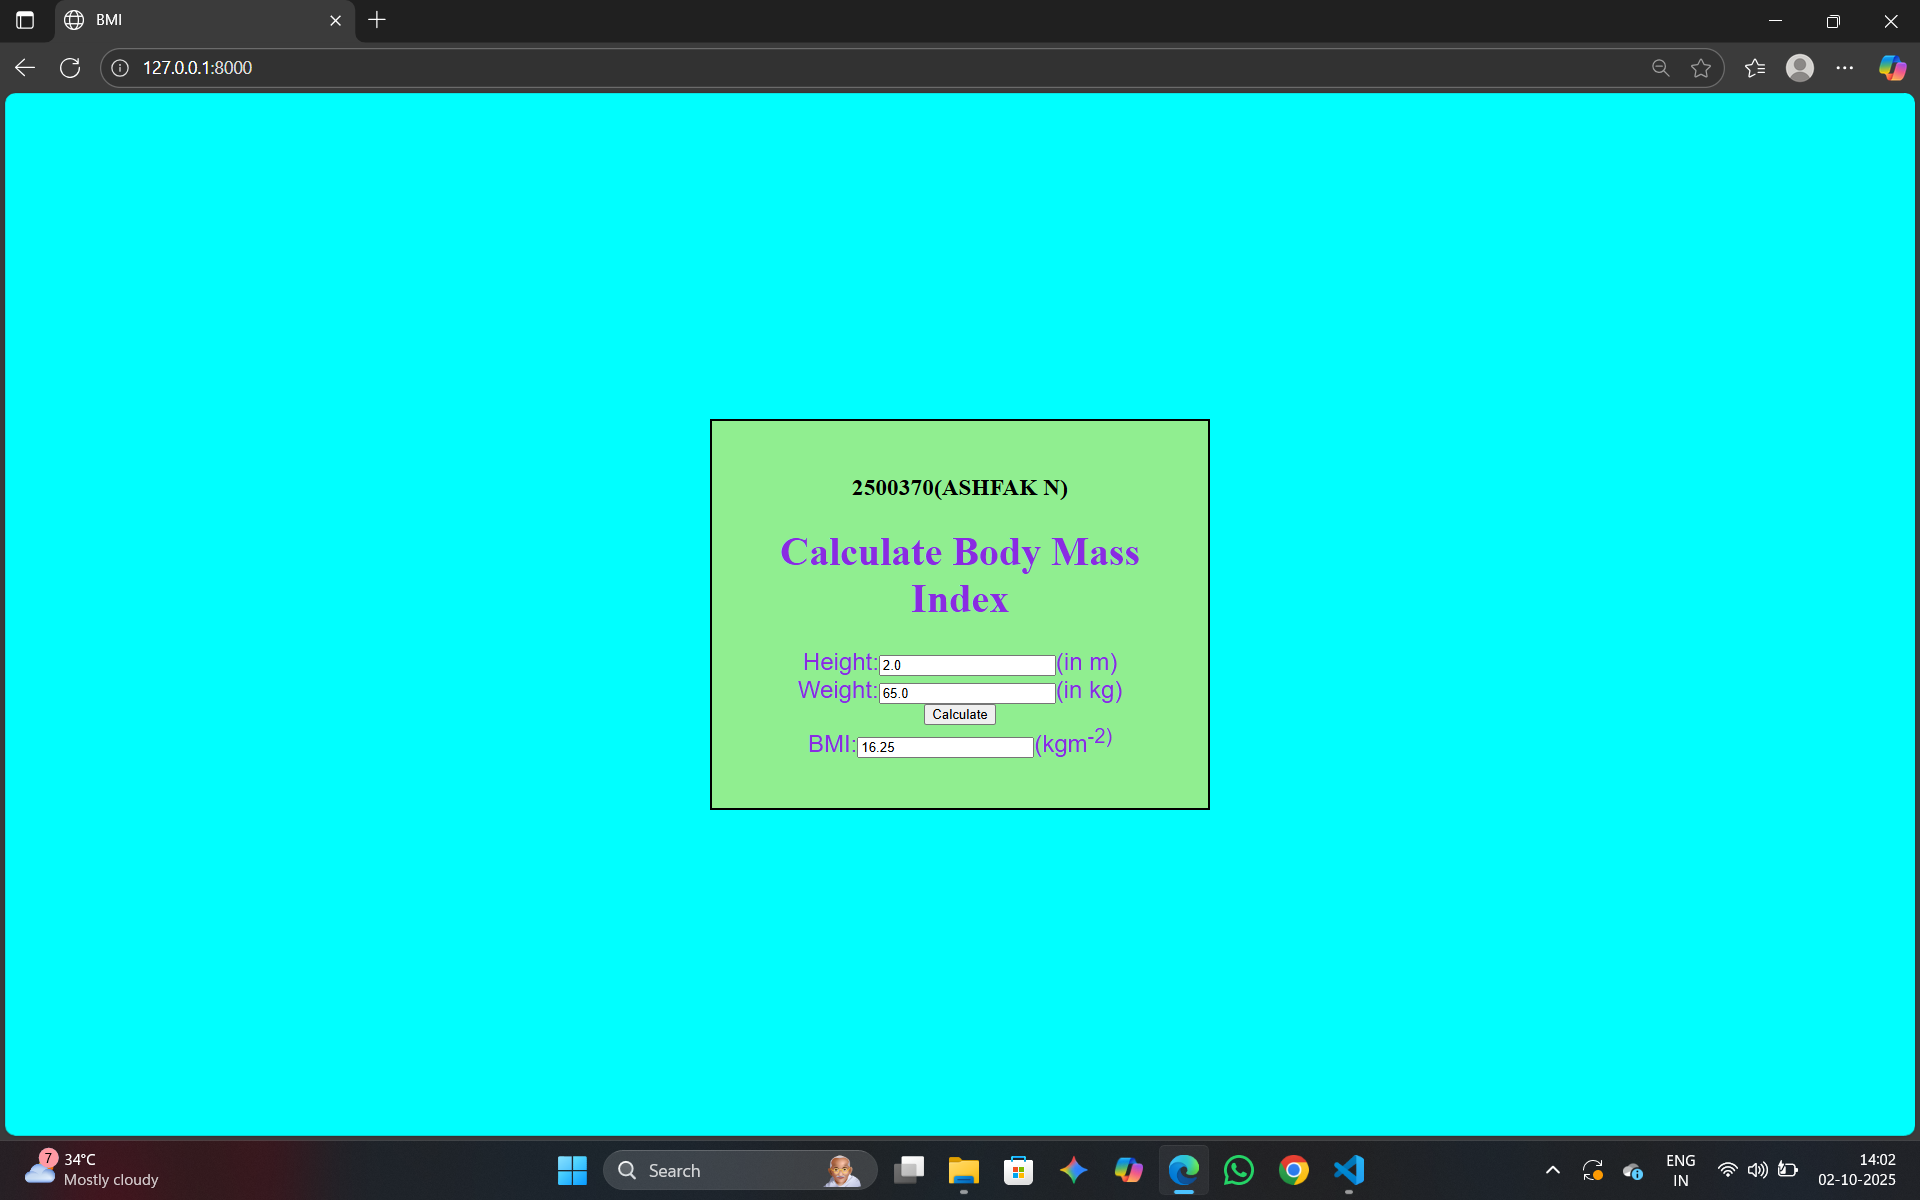 BMI
127.0.0.1:8000
2500370(ASHFAK N)
Calculate Body Mass
Index
Height:2.0(in m)
Weight:65.0(in kg)
Calculate
BMI:16.25(kgm-2)
7
34°C
Mostly cloudy
Search
ENG
IN
14:02
02-10-2025